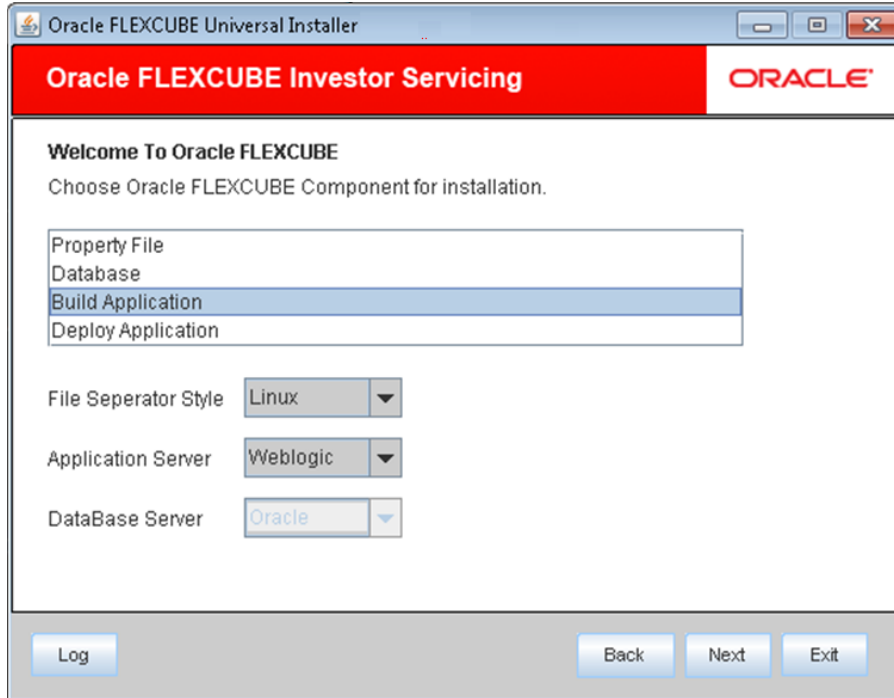 Oracle FLEXCUBE Universal Installer
Oracle FLEXCUBE Investor Servicing
ORACLE®
Welcome To Oracle FLEXCUBE
Choose Oracle FLEXCUBE Component for installation.
Property File
Database
Build Application
Deploy Application
File Seperator Style Linux
Application Server Weblogic
DataBase Server Oracle
Log Back Next Exit